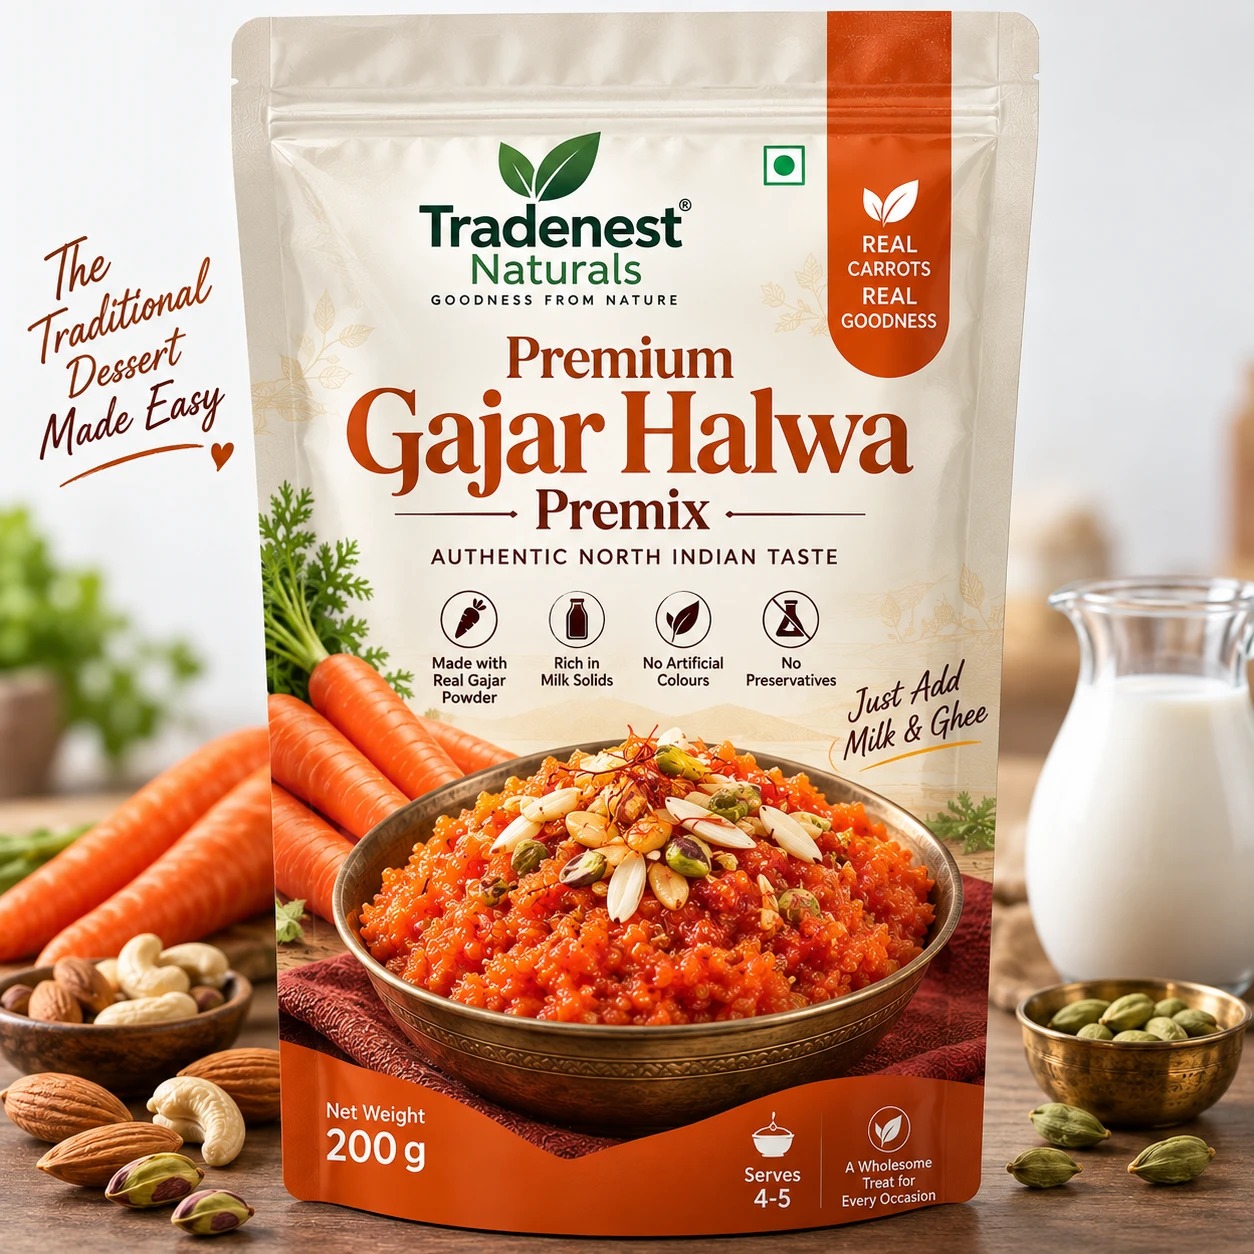 The
Traditional
Dessert
Made Easy
Tradenest®
Naturals
GOODNESS FROM NATURE
REAL
CARROTS
REAL
GOODNESS
Premium
Gajar Halwa
Premix
AUTHENTIC NORTH INDIAN TASTE
Made with
Real Gajar
Powder
Rich in
Milk Solids
No Artificial
Colours
No
Preservatives
Just Add
Milk & Ghee
Net Weight
200 g
Serves
4-5
A Wholesome
Treat for
Every Occasion